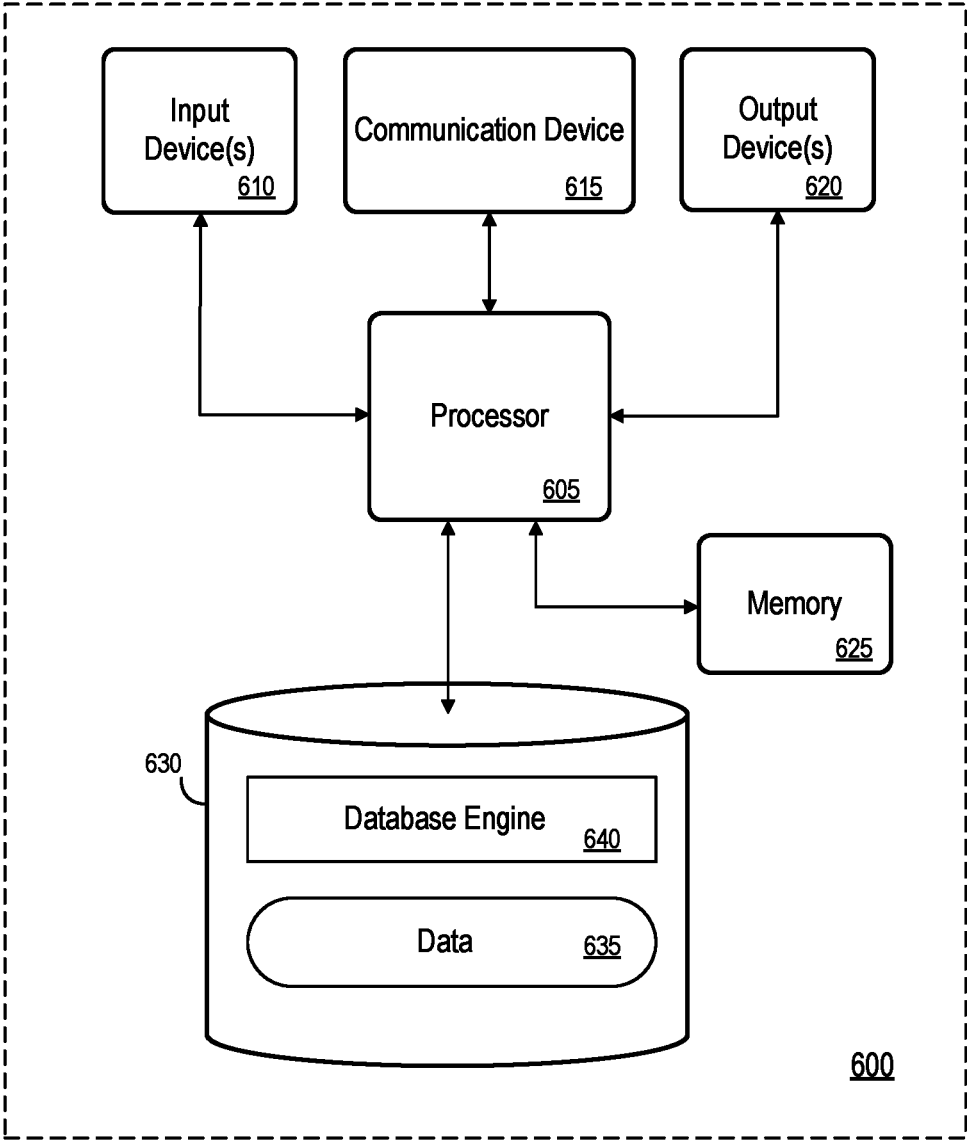 Input
Device(s)
610
Communication Device
615
Output
Device(s)
620
Processor
605
Memory
625
630
Database Engine
640
Data
635
600